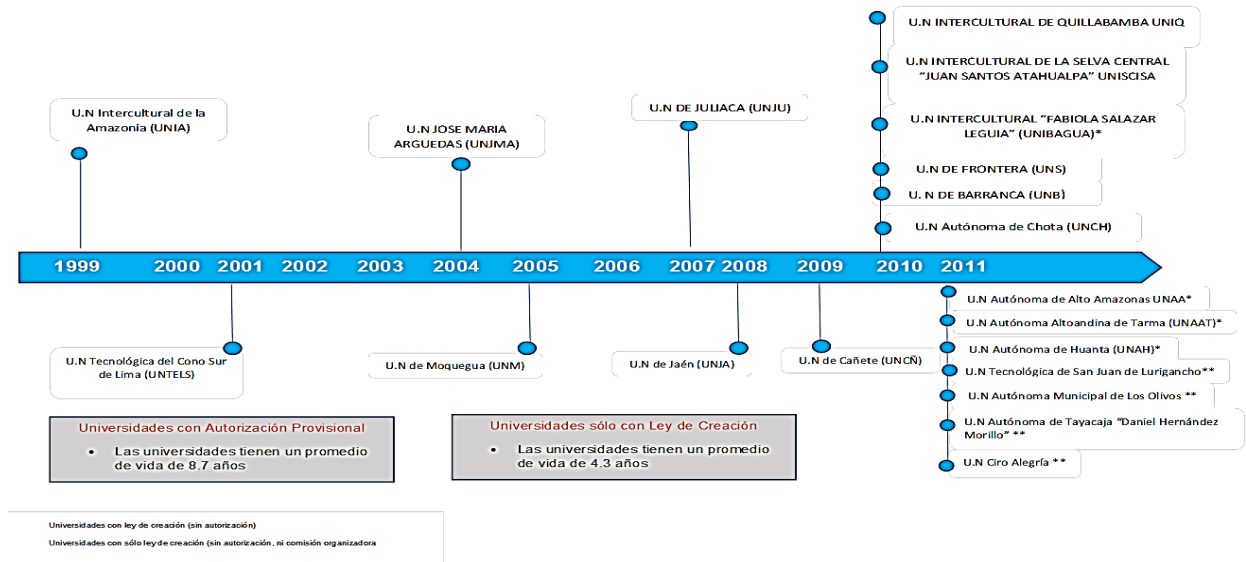 U.N INTERCULTURAL DE QUILLABAMBA UNIQ
U.N INTERCULTURAL DE LA SELVA CENTRAL
“JUAN SANTOS ATAHUALPA” UNISCISA
U.N Intercultural de la
Amazonia (UNIA)
U.N DE JULIACA (UNJU)
U.N JOSE MARIA
ARGUEDAS (UNJMA)
U.N INTERCULTURAL “FABIOLA SALAZAR
LEGUIA” (UNIBAGUA)*
U.N DE FRONTERA (UNS)
U. N DE BARRANCA (UNB)
U.N Autónoma de Chota (UNCH)
1999 2000 2001 2002 2003 2004 2005 2006 2007 2008 2009 2010 2011
U.N Tecnológica del Cono Sur
de Lima (UNTELS)
U.N de Moquegua (UNM)
U.N de Jaén (UNJA)
U.N de Cañete (UNCÑ)
U.N Autónoma de Alto Amazonas UNAA*
U.N Autónoma Altoandina de Tarma (UNAAT)*
U.N Autónoma de Huanta (UNAH)*
U.N Tecnológica de San Juan de Lurigancho**
U.N Autónoma Municipal de Los Olivos **
U.N Autónoma de Tayacaja “Daniel Hernández
Morillo” **
U.N Ciro Alegría **
Universidades con Autorización Provisional
• Las universidades tienen un promedio
de vida de 8.7 años
Universidades sólo con Ley de Creación
• Las universidades tienen un promedio
de vida de 4.3 años
Universidades con ley de creación (sin autorización)
Universidades con sólo ley de creación (sin autorización, ni comisión organizadora